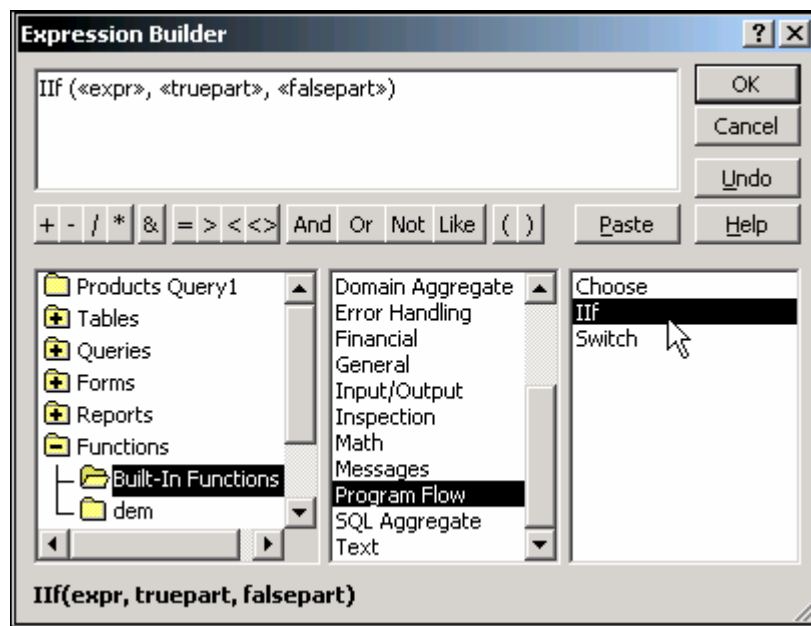 Expression Builder
IIf («expr», «truepart», «falsepart»)
OK
Cancel
Undo
+ - / * & = > < <> And Or Not Like ( ) Paste Help
Products Query1
Tables
Queries
Forms
Reports
Functions
Built-In Functions
dem
Domain Aggregate
Error Handling
Financial
General
Input/Output
Inspection
Math
Messages
Program Flow
SQL Aggregate
Text
Choose
IIf
Switch
IIf(expr, truepart, falsepart)